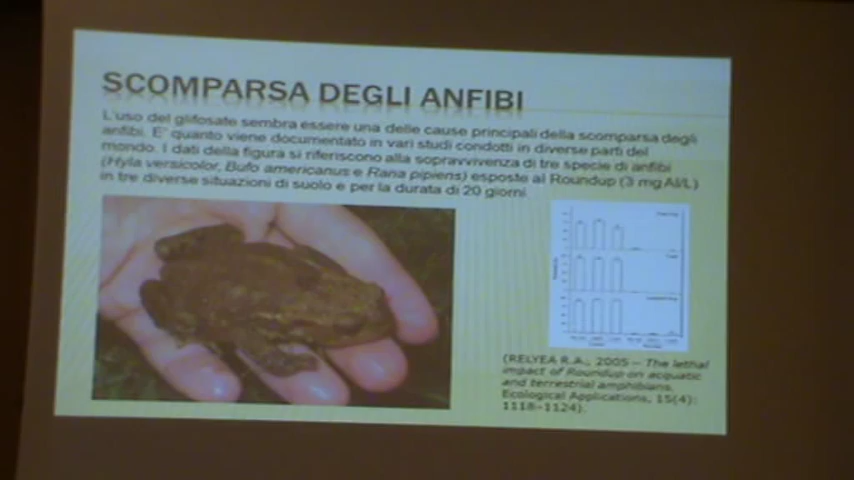 SCOMPARSA DEGLI ANFIBI
L'uso del glifosate sembra essere una delle cause principali della scomparsa degli
anfibi. E' quanto viene documentato in vari studi condotti in diverse parti del
mondo. I dati della figura si riferiscono alla sopravvivenza di tre specie di anfibi
(Hyla versicolor, Bufo americanus e Rana pipiens) esposte al Roundup (3 mg AI/L)
in tre diverse situazioni di suolo e per la durata di 20 giorni
(RELYEA R.A., 2005 – The lethal
impact of Roundup on acquatic
and terrestrial amphibians.
Ecological Applications, 15(4):
1118-1124).